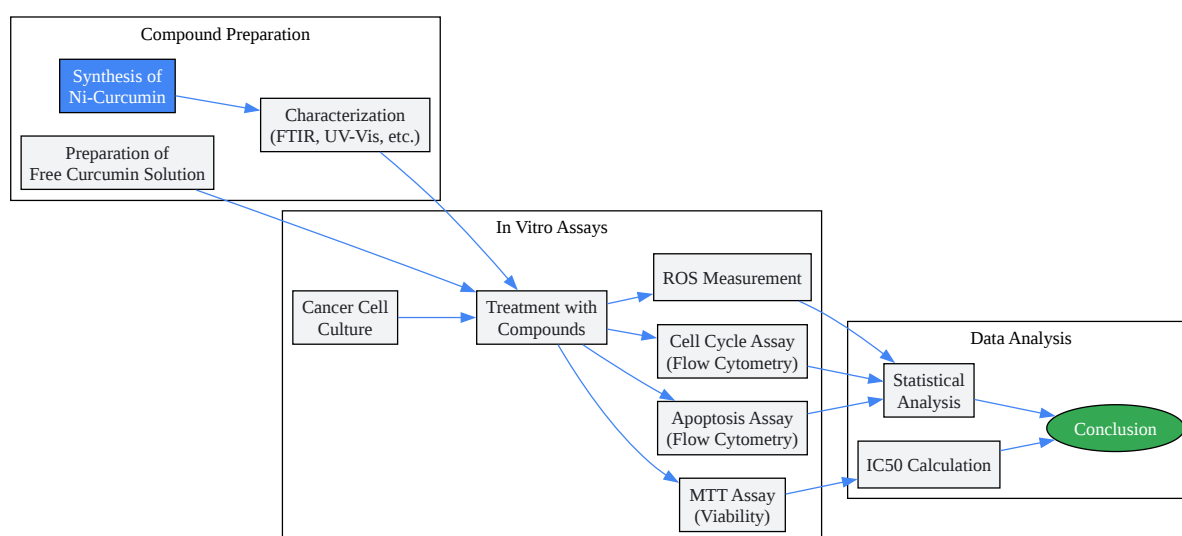 Compound Preparation
Synthesis of
Ni-Curcumin
Characterization
(FTIR, UV-Vis, etc.)
Preparation of
Free Curcumin Solution
In Vitro Assays
Cancer Cell
Culture
Treatment with
Compounds
ROS Measurement
Cell Cycle Assay
(Flow Cytometry)
Apoptosis Assay
(Flow Cytometry)
MTT Assay
(Viability)
Data Analysis
Statistical
Analysis
IC50 Calculation
Conclusion